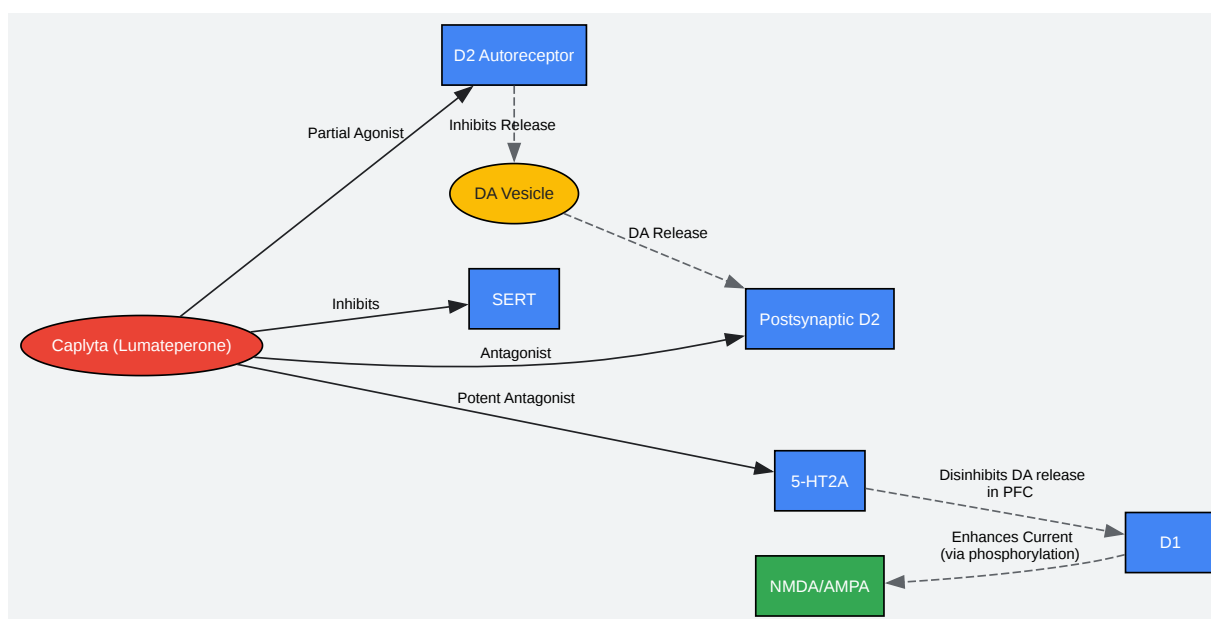 D2 Autoreceptor
Partial Agonist
Inhibits Release
DA Vesicle
DA Release
SERT
Inhibits
Postsynaptic D2
Caplyta (Lumateperone)
Antagonist
Potent Antagonist
5-HT2A
Disinhibits DA release
in PFC
Enhances Current
(via phosphorylation)
D1
NMDA/AMPA